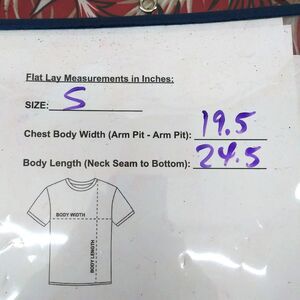 Flat Lay Measurements in Inches:
SIZE: S
Chest Body Width (Arm Pit - Arm Pit): 19.5
Body Length (Neck Seam to Bottom): 24.5
BODY WIDTH
BODY LENGTH